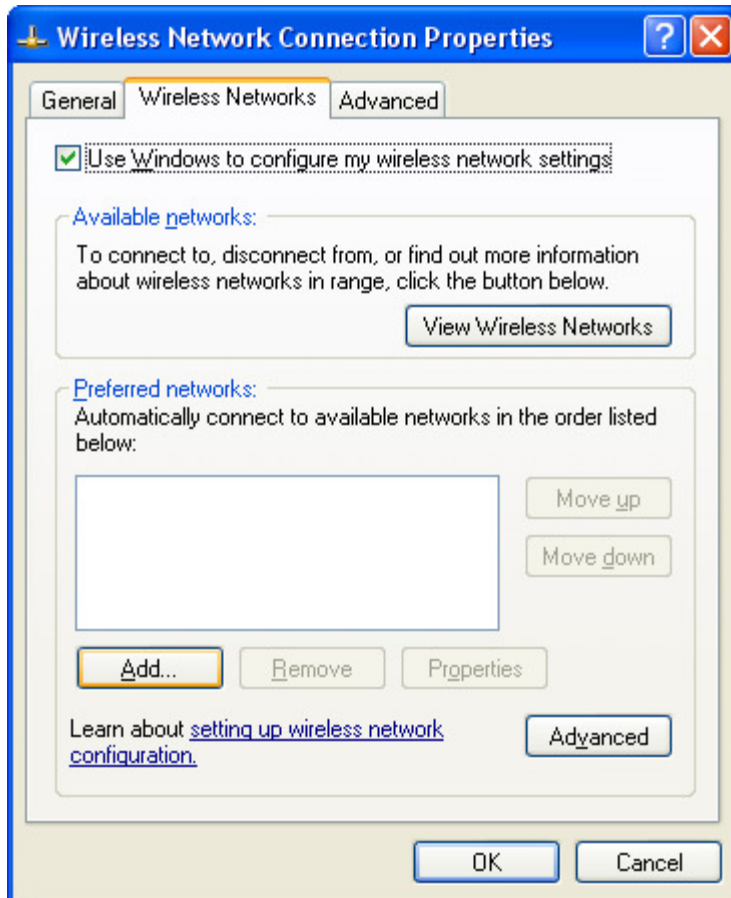 Wireless Network Connection Properties
?
General
Wireless Networks
Advanced
Use Windows to configure my wireless network settings
Available networks:
To connect to, disconnect from, or find out more information
about wireless networks in range, click the button below.
View Wireless Networks
Preferred networks:
Automatically connect to available networks in the order listed
below:
Move up
Move down
Add...
Remove
Properties
Learn about setting up wireless network
configuration.
Advanced
OK
Cancel